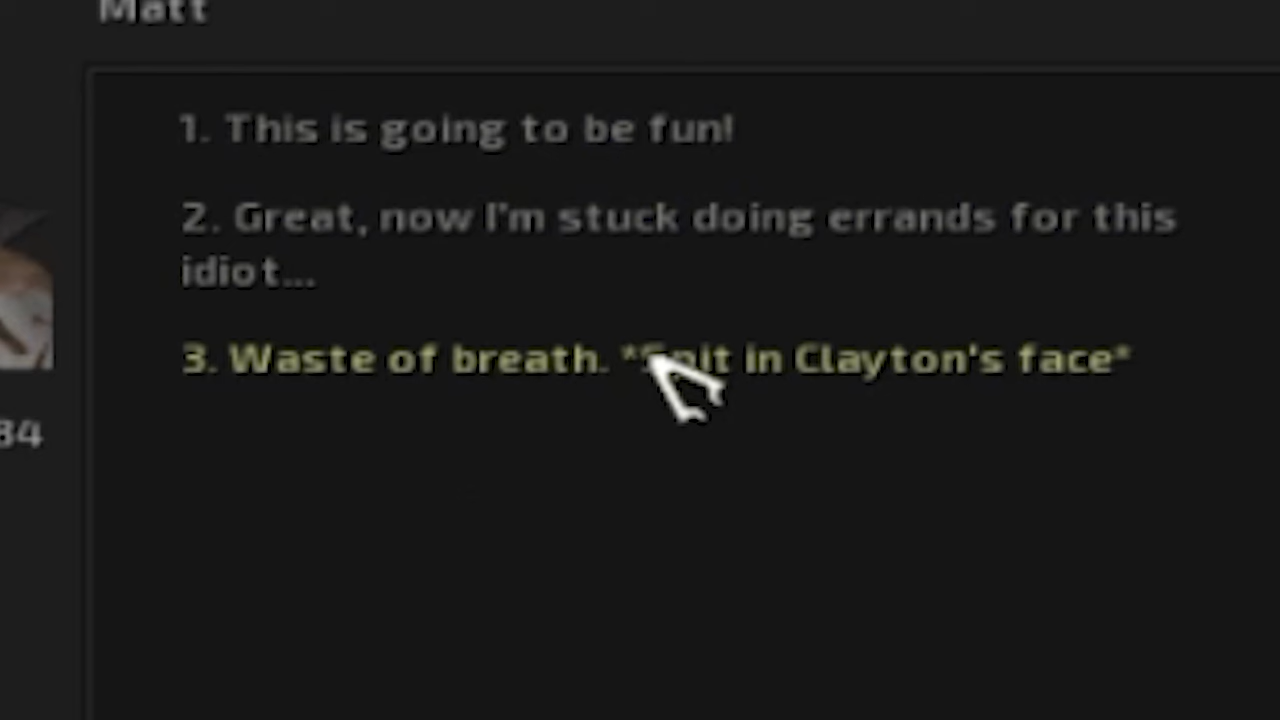 Matt
1. This is going to be fun!
2. Great, now I'm stuck doing errands for this
idiot...
3. Waste of breath. *Spit in Clayton's face*
34